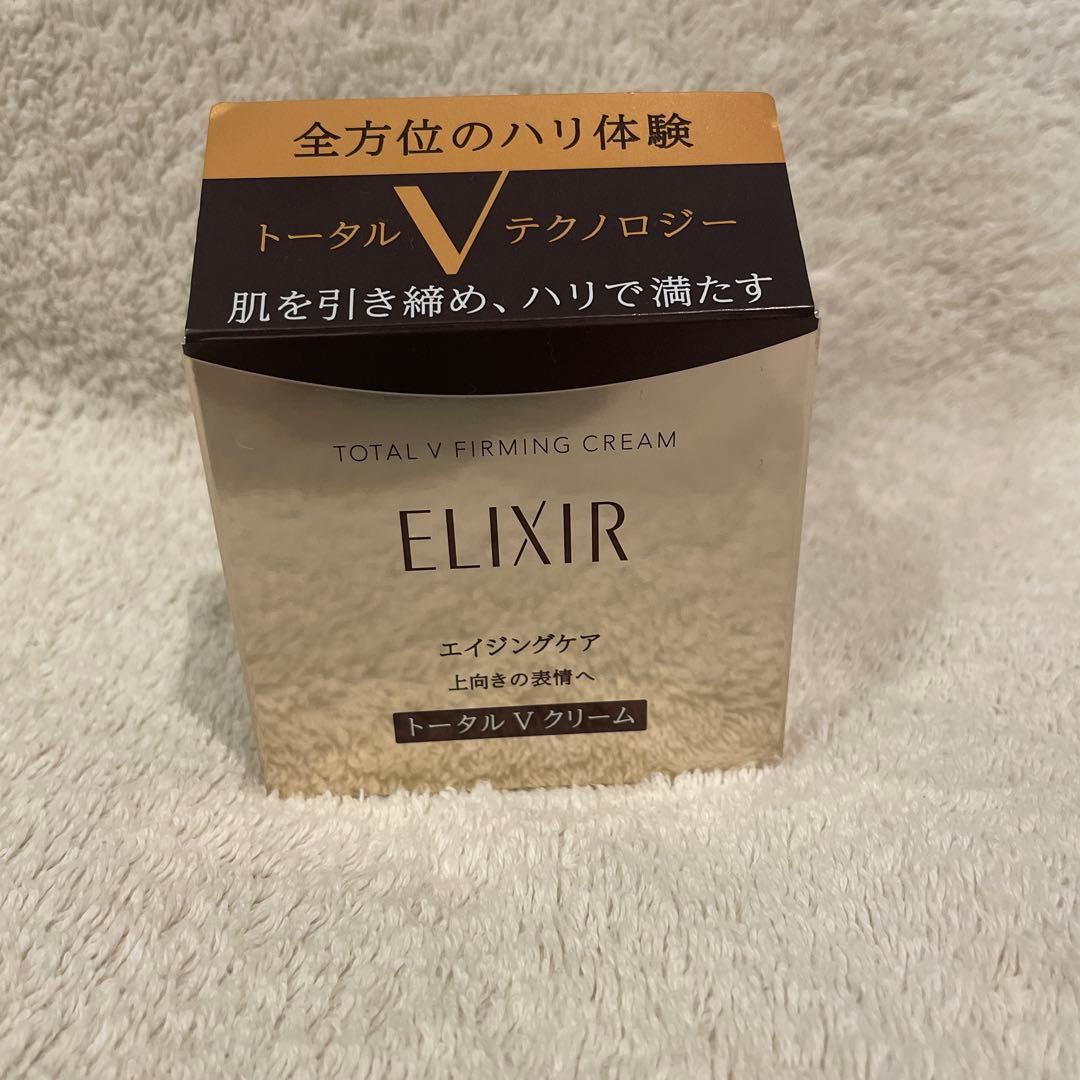 全方位のハリ体験
トータル V テクノロジー
肌を引き締め、ハリで満たす
TOTAL V FIRMING CREAM
ELIXIR
エイジングケア
上向きの表情へ
トータル V クリーム